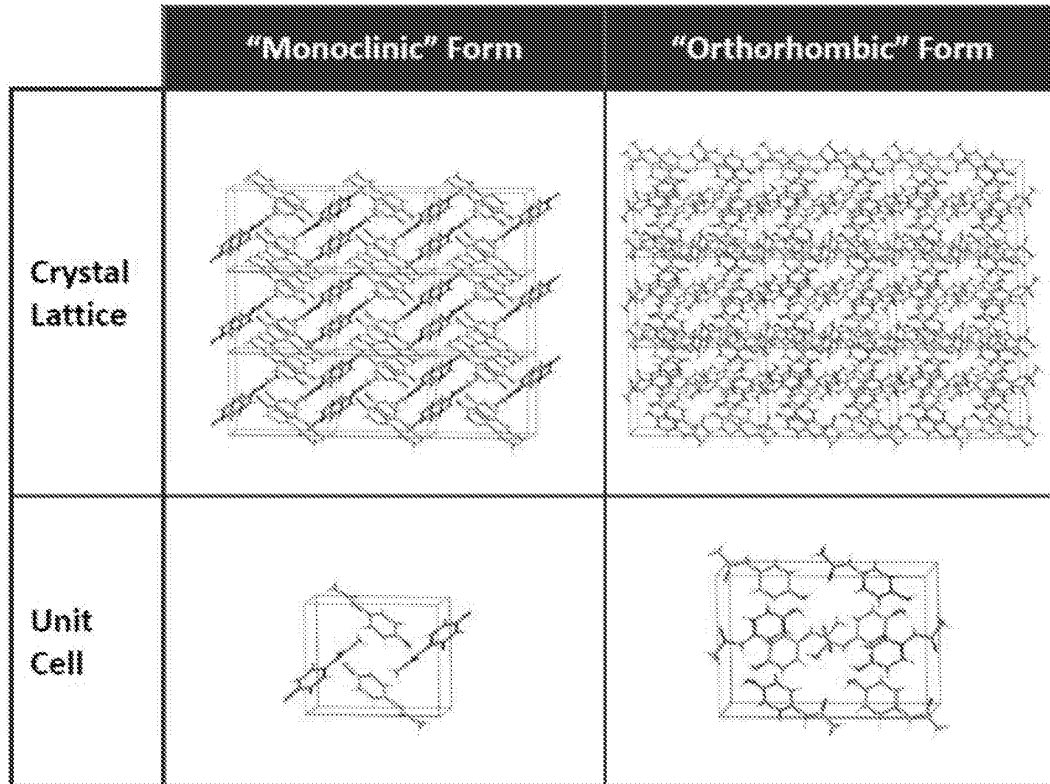 “Monoclinic” Form
“Orthorhombic” Form
Crystal
Lattice
Unit
Cell